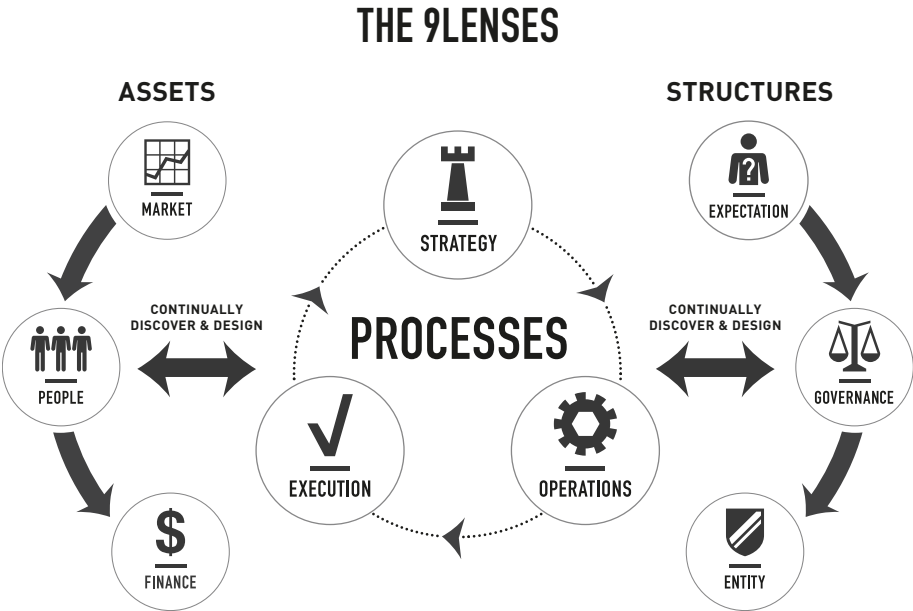 THE 9LENSES
ASSETS
STRUCTURES
MARKET
STRATEGY
?
EXPECTATION
CONTINUALLY
DISCOVER & DESIGN
PROCESSES
CONTINUALLY
DISCOVER & DESIGN
PEOPLE
GOVERNANCE
EXECUTION
OPERATIONS
$
FINANCE
ENTITY